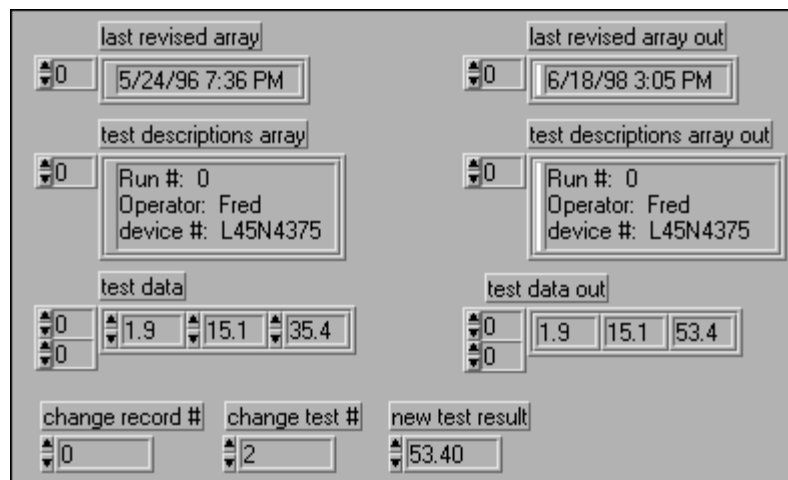 last revised array
last revised array out
0
5/24/96 7:36 PM
0
6/18/98 3:05 PM
test descriptions array
test descriptions array out
0
Run #: 0
Operator: Fred
device #: L45N4375
0
Run #: 0
Operator: Fred
device #: L45N4375
test data
test data out
0
0
1.9
15.1
35.4
0
0
1.9
15.1
53.4
change record #
change test #
new test result
0
2
53.40